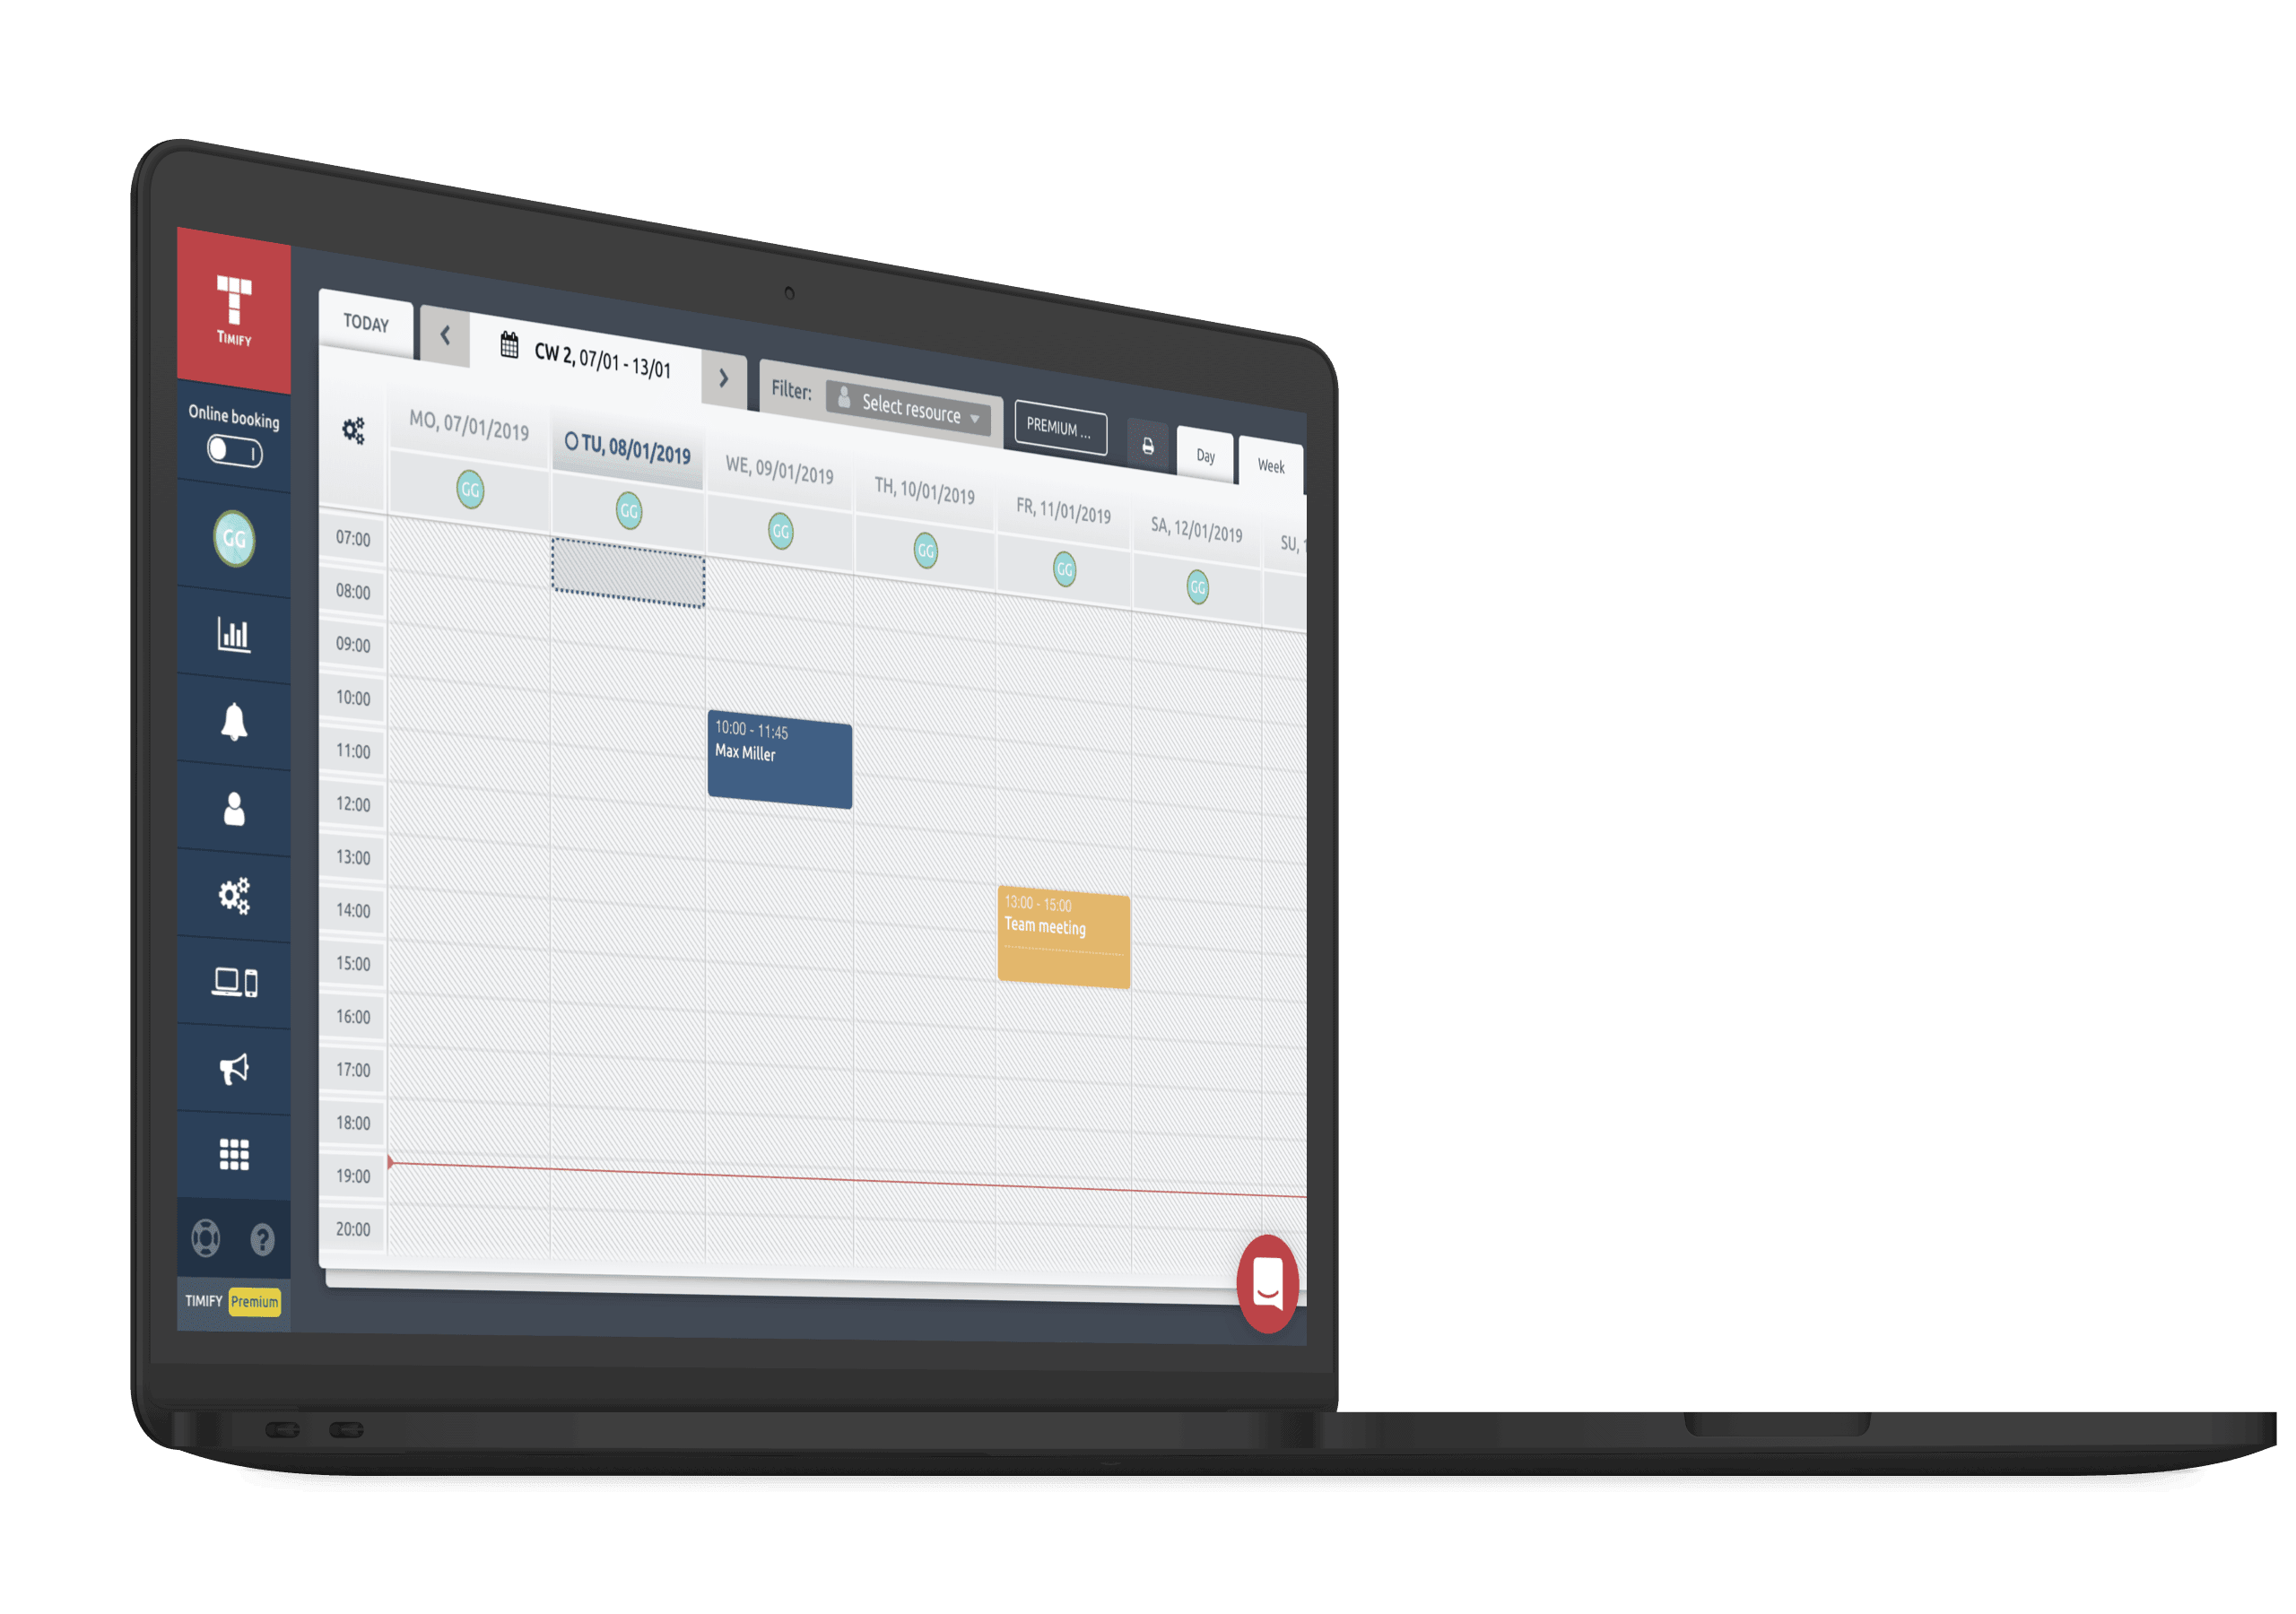 TIMIFY
Online booking
GG
TIMIFY Premium
TODAY
CW 2, 07/01 - 13/01
Filter: Select resource
PREMIUM ...
Day
Week
MO, 07/01/2019
TU, 08/01/2019
WE, 09/01/2019
TH, 10/01/2019
FR, 11/01/2019
SA, 12/01/2019
SU, 1
GG
GG
GG
GG
GG
GG
07:00
08:00
09:00
10:00
11:00
12:00
13:00
14:00
15:00
16:00
17:00
18:00
19:00
20:00
10:00 - 11:45
Max Miller
13:00 - 15:00
Team meeting